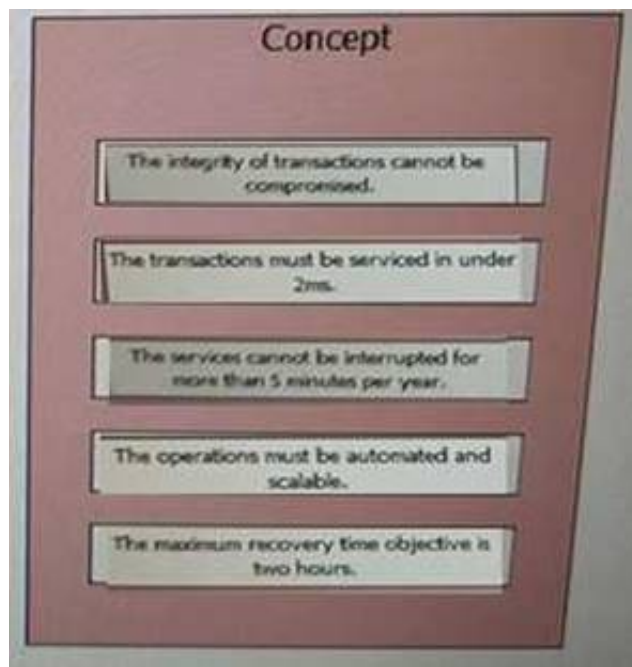 Concept
The integrity of transactions cannot be
compromised.
The transactions must be serviced in under
2ms.
The services cannot be interrupted for
more than 5 minutes per year.
The operations must be automated and
scalable.
The maximum recovery time objective is
two hours.